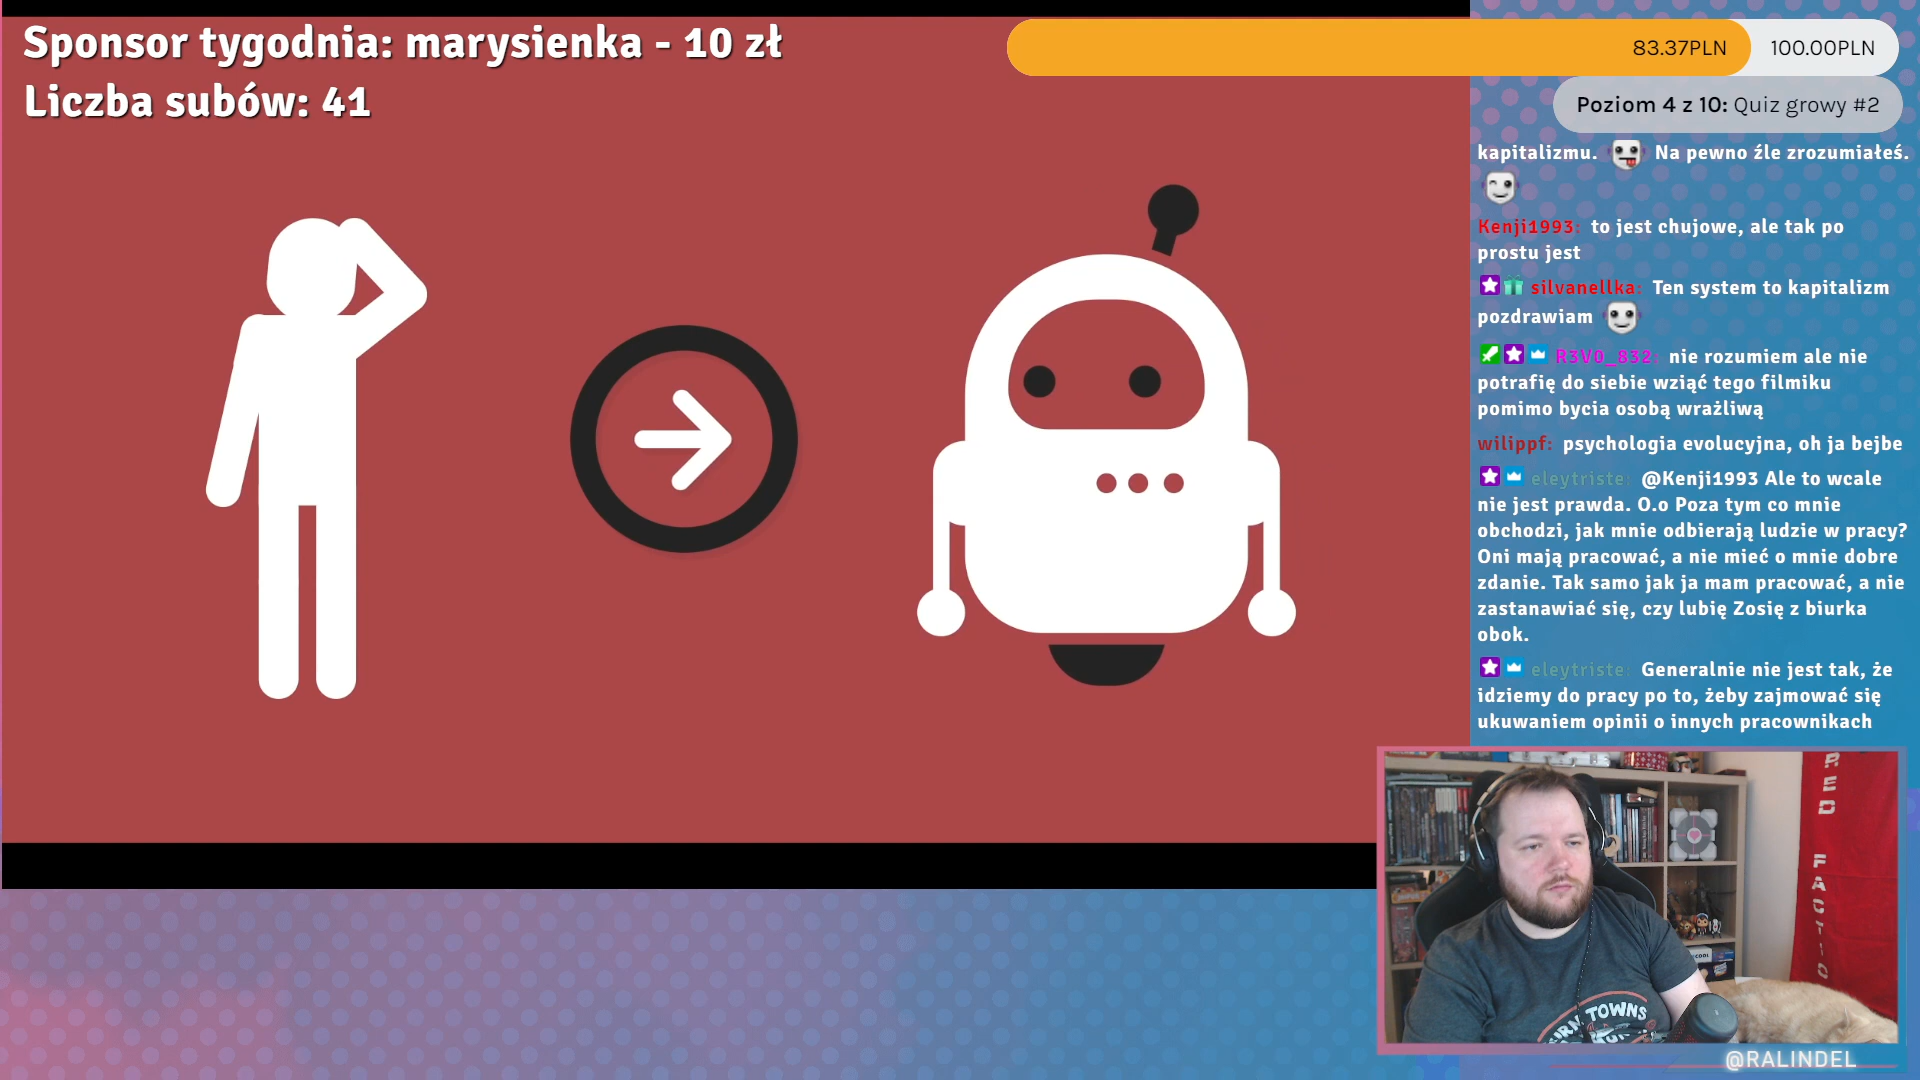 Sponsor tygodnia: marysienka - 10 zł
Liczba subów: 41
83.37PLN 100.00PLN
Poziom 4 z 10: Quiz growy #2
kapitalizmu. Na pewno źle zrozumiałeś.
Kenji1993: to jest chujowe, ale tak po
prostu jest
silvanellka: Ten system to kapitalizm
pozdrawiam
R3V0_832: nie rozumiem ale nie
potrafię do siebie wziąć tego filmiku
pomimo bycia osobą wrażliwą
wilippf: psychologia evolucyjna, oh ja bejbe
eleytriste: @Kenji1993 Ale to wcale
nie jest prawda. O.o Poza tym co mnie
obchodzi, jak mnie odbierają ludzie w pracy?
Oni mają pracować, a nie mieć o mnie dobre
zdanie. Tak samo jak ja mam pracować, a nie
zastanawiać się, czy lubię Zosię z biurka
obok.
eleytriste: Generalnie nie jest tak, że
idziemy do pracy po to, żeby zajmować się
ukuwaniem opinii o innych pracownikach
RED
FACTIO
TOWNS
@RALINDEL